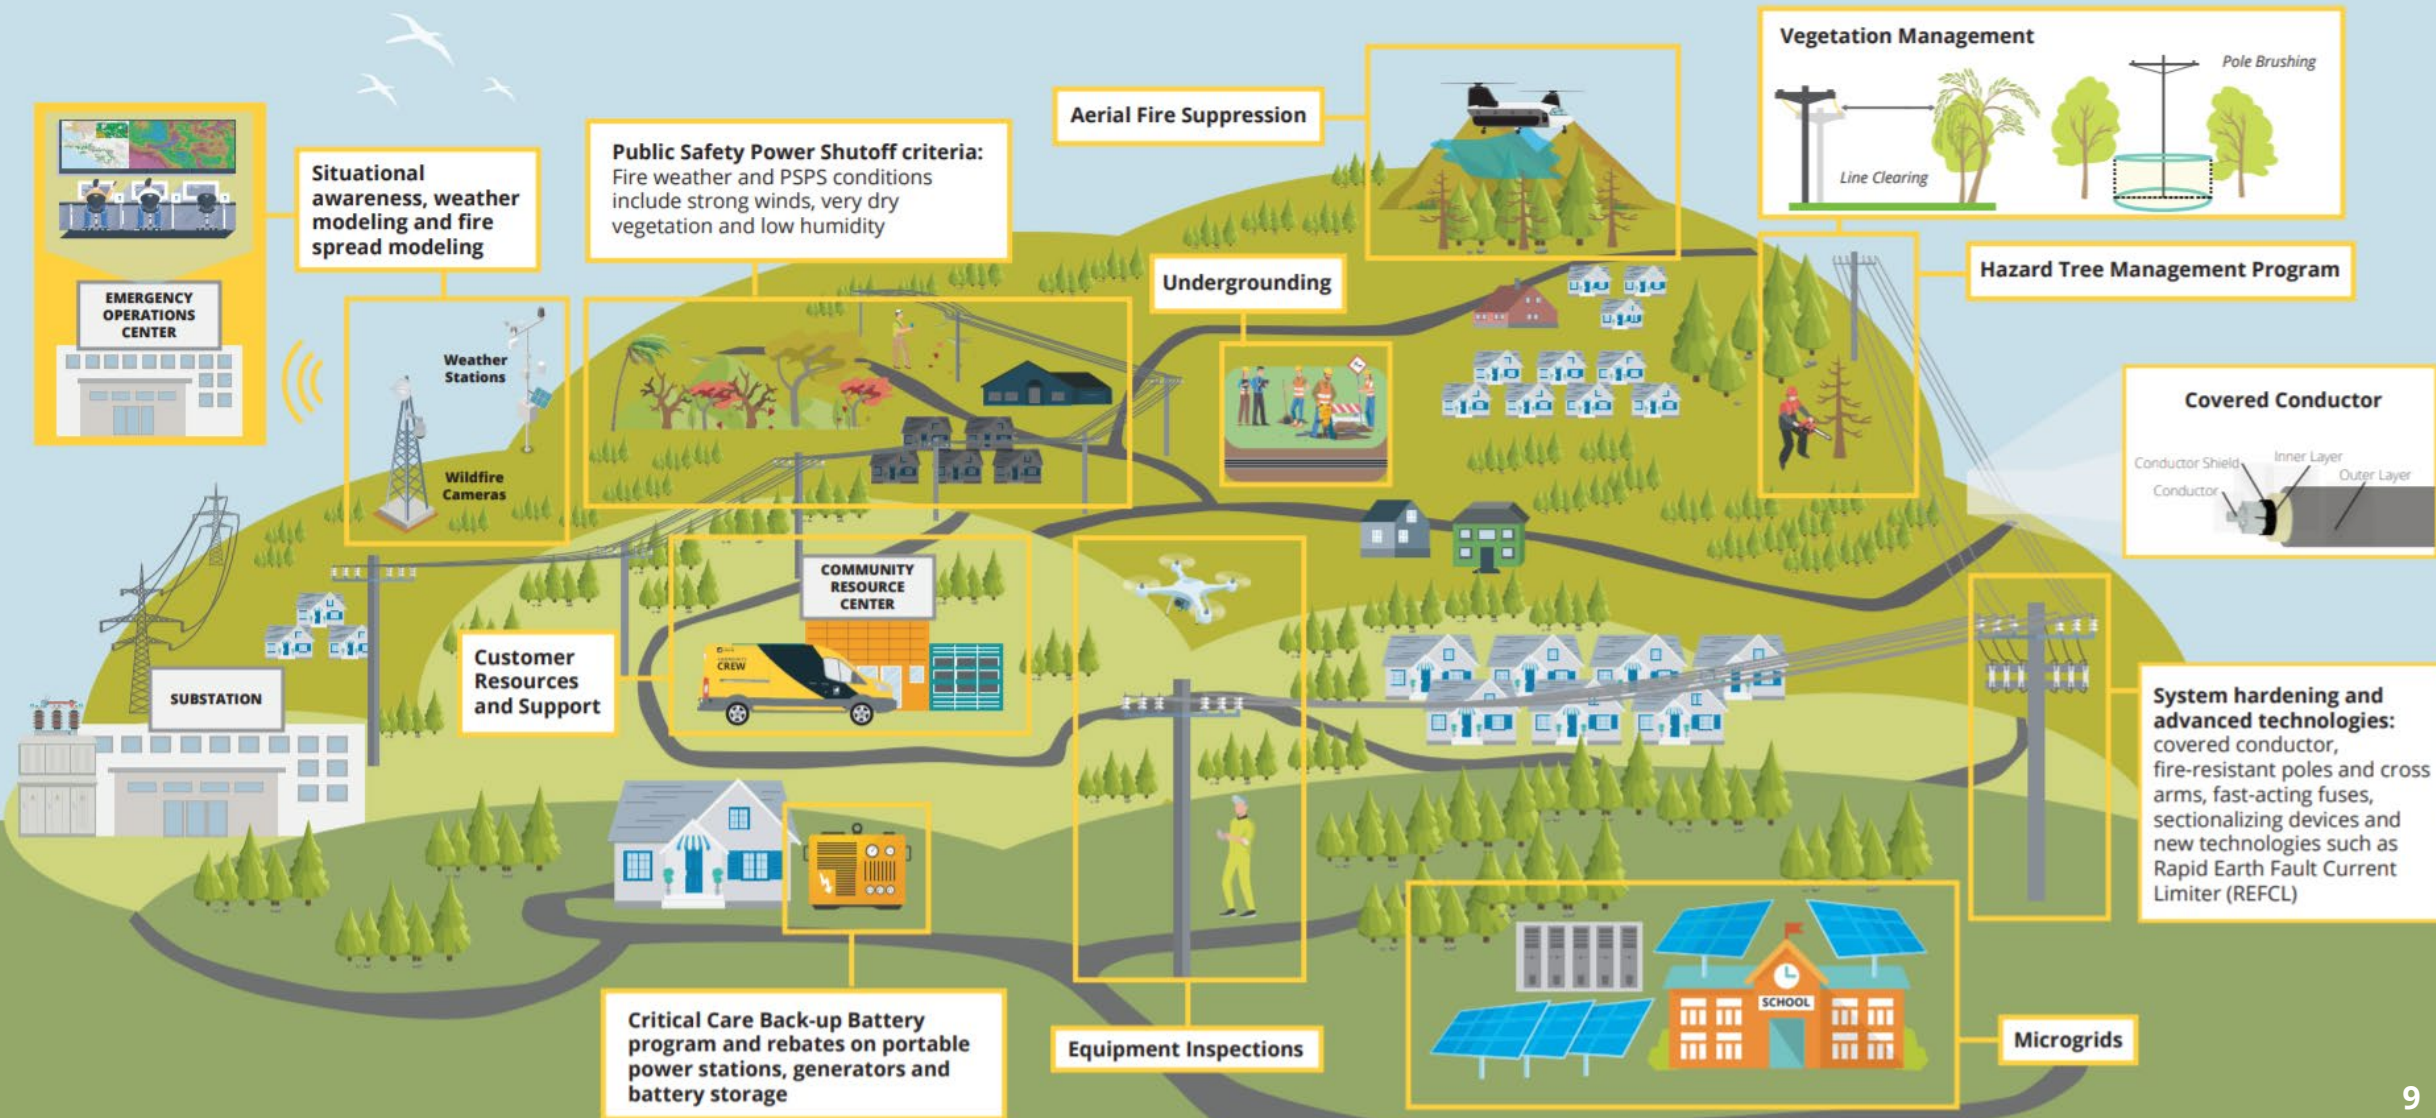 EMERGENCY
OPERATIONS
CENTER
Situational
awareness, weather
modeling and fire
spread modeling
Weather
Stations
Wildfire
Cameras
Public Safety Power Shutoff criteria:
Fire weather and PSPS conditions
include strong winds, very dry
vegetation and low humidity
Aerial Fire Suppression
Undergrounding
Vegetation Management
Pole Brushing
Line Clearing
Hazard Tree Management Program
Covered Conductor
Conductor Shield
Inner Layer
Outer Layer
Conductor
SUBSTATION
Customer
Resources
and Support
COMMUNITY
RESOURCE
CENTER
CREW
System hardening and
advanced technologies:
covered conductor,
fire-resistant poles and cross
arms, fast-acting fuses,
sectionalizing devices and
new technologies such as
Rapid Earth Fault Current
Limiter (REFCL)
Critical Care Back-up Battery
program and rebates on portable
power stations, generators and
battery storage
Equipment Inspections
SCHOOL
Microgrids
9